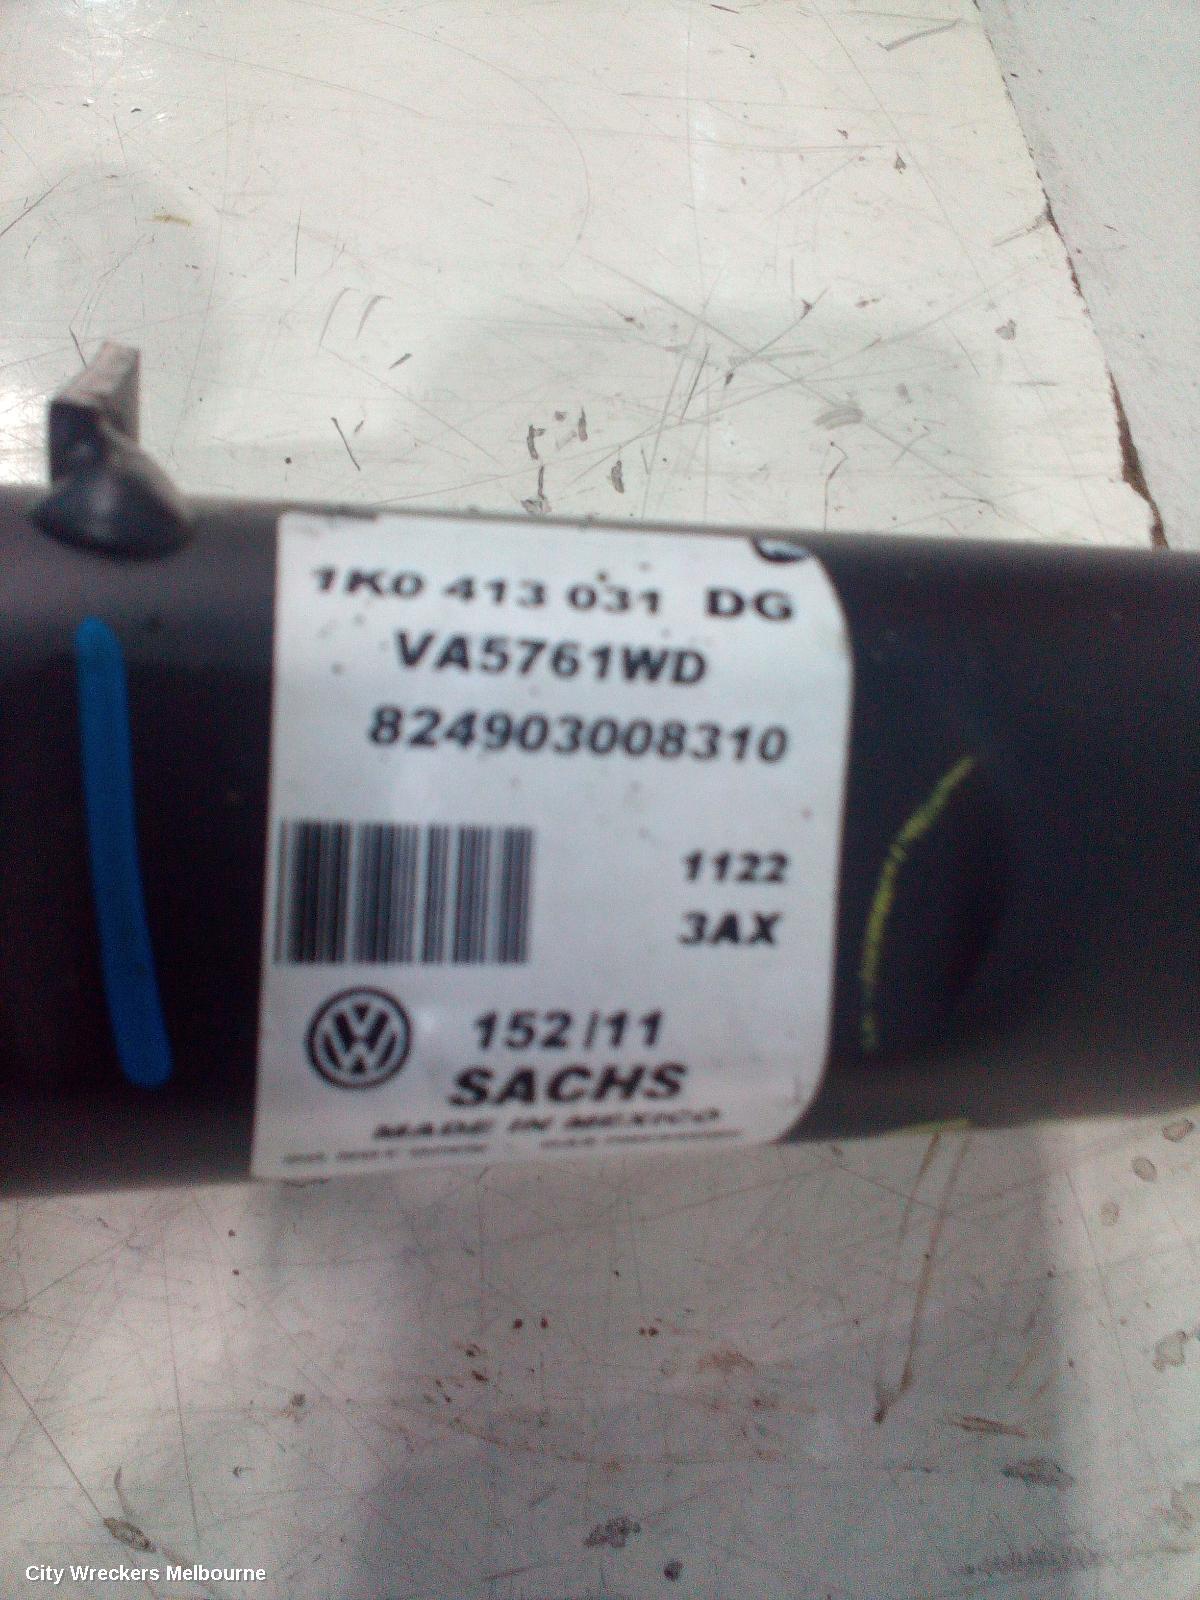 1K0 413 031 DG
VA5761WD
824903008310
1122
3AX
152/11
SACHS
MADE IN MEXICO
City Wreckers Melbourne